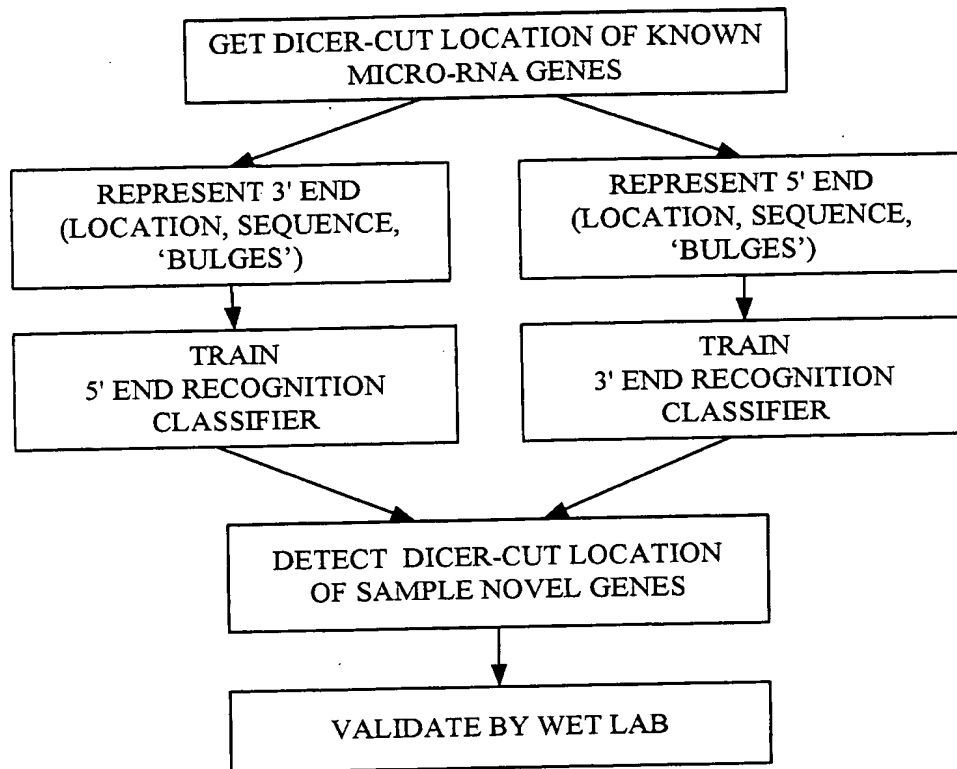 GET DICER-CUT LOCATION OF KNOWN
MICRO-RNA GENES
REPRESENT 3' END
(LOCATION, SEQUENCE,
‘BULGES’)
REPRESENT 5' END
(LOCATION, SEQUENCE,
‘BULGES’)
TRAIN
5' END RECOGNITION
CLASSIFIER
TRAIN
3' END RECOGNITION
CLASSIFIER
DETECT DICER-CUT LOCATION
OF SAMPLE NOVEL GENES
VALIDATE BY WET LAB